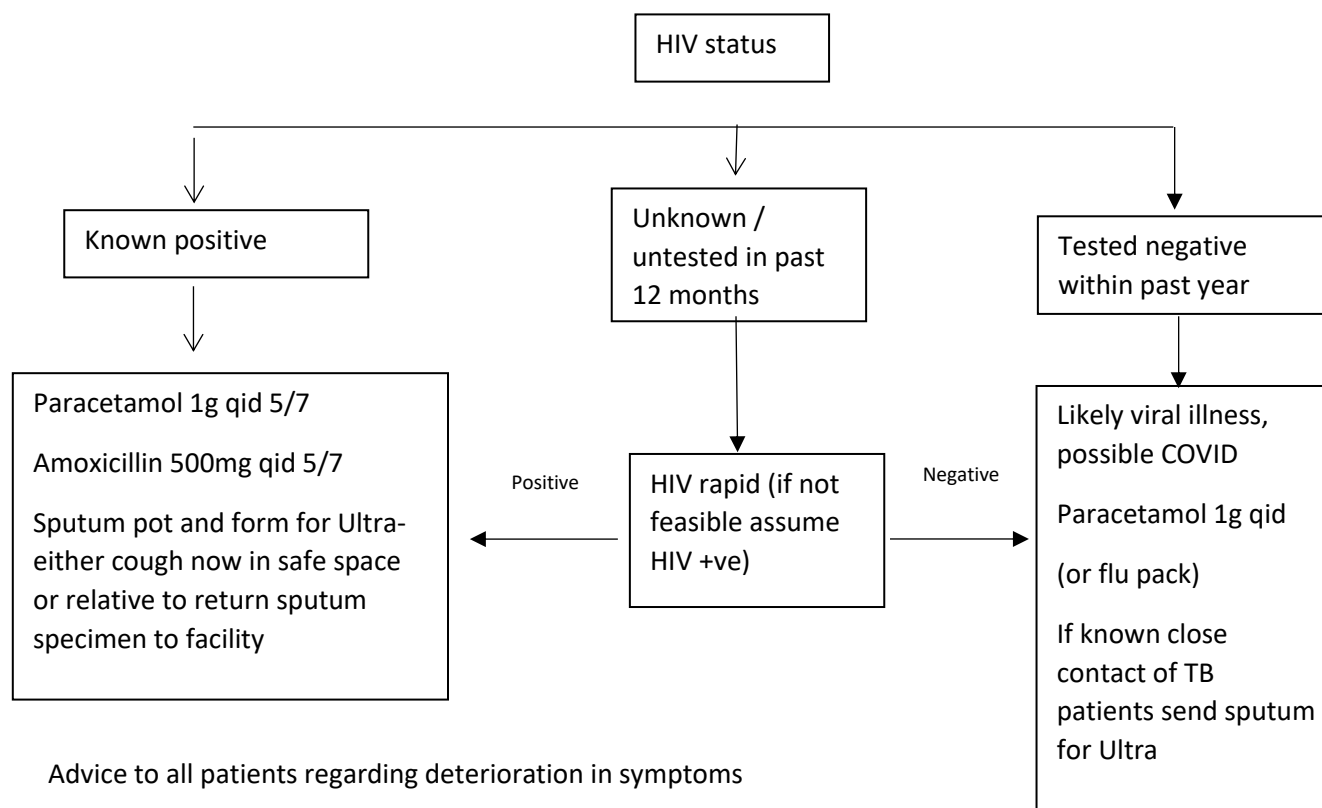 HIV status
Known positive
Unknown /
untested in past
12 months
Tested negative
within past year
Paracetamol 1g qid 5/7
Amoxicillin 500mg qid 5/7
Sputum pot and form for Ultra-
either cough now in safe space
or relative to return sputum
specimen to facility
Positive
HIV rapid (if not
feasible assume
HIV +ve)
Negative
Likely viral illness,
possible COVID
Paracetamol 1g qid
(or flu pack)
If known close
contact of TB
patients send sputum
for Ultra
Advice to all patients regarding deterioration in symptoms